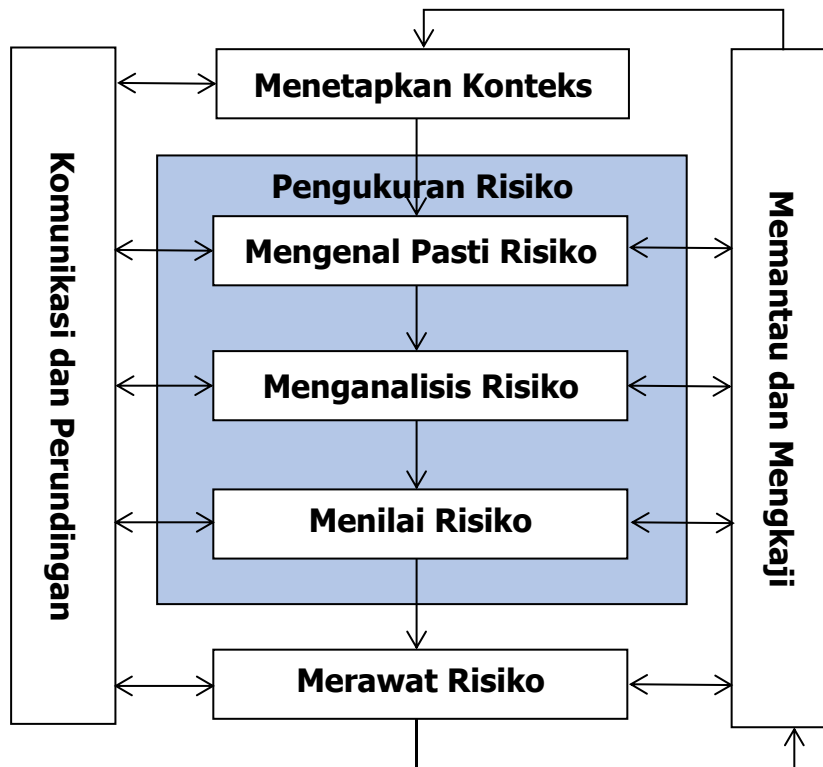 Menetapkan Konteks
Komunikasi dan Perundingan
Pengukuran Risiko
Mengenal Pasti Risiko
Menganalisis Risiko
Menilai Risiko
Merawat Risiko
Memantau dan Mengkaji